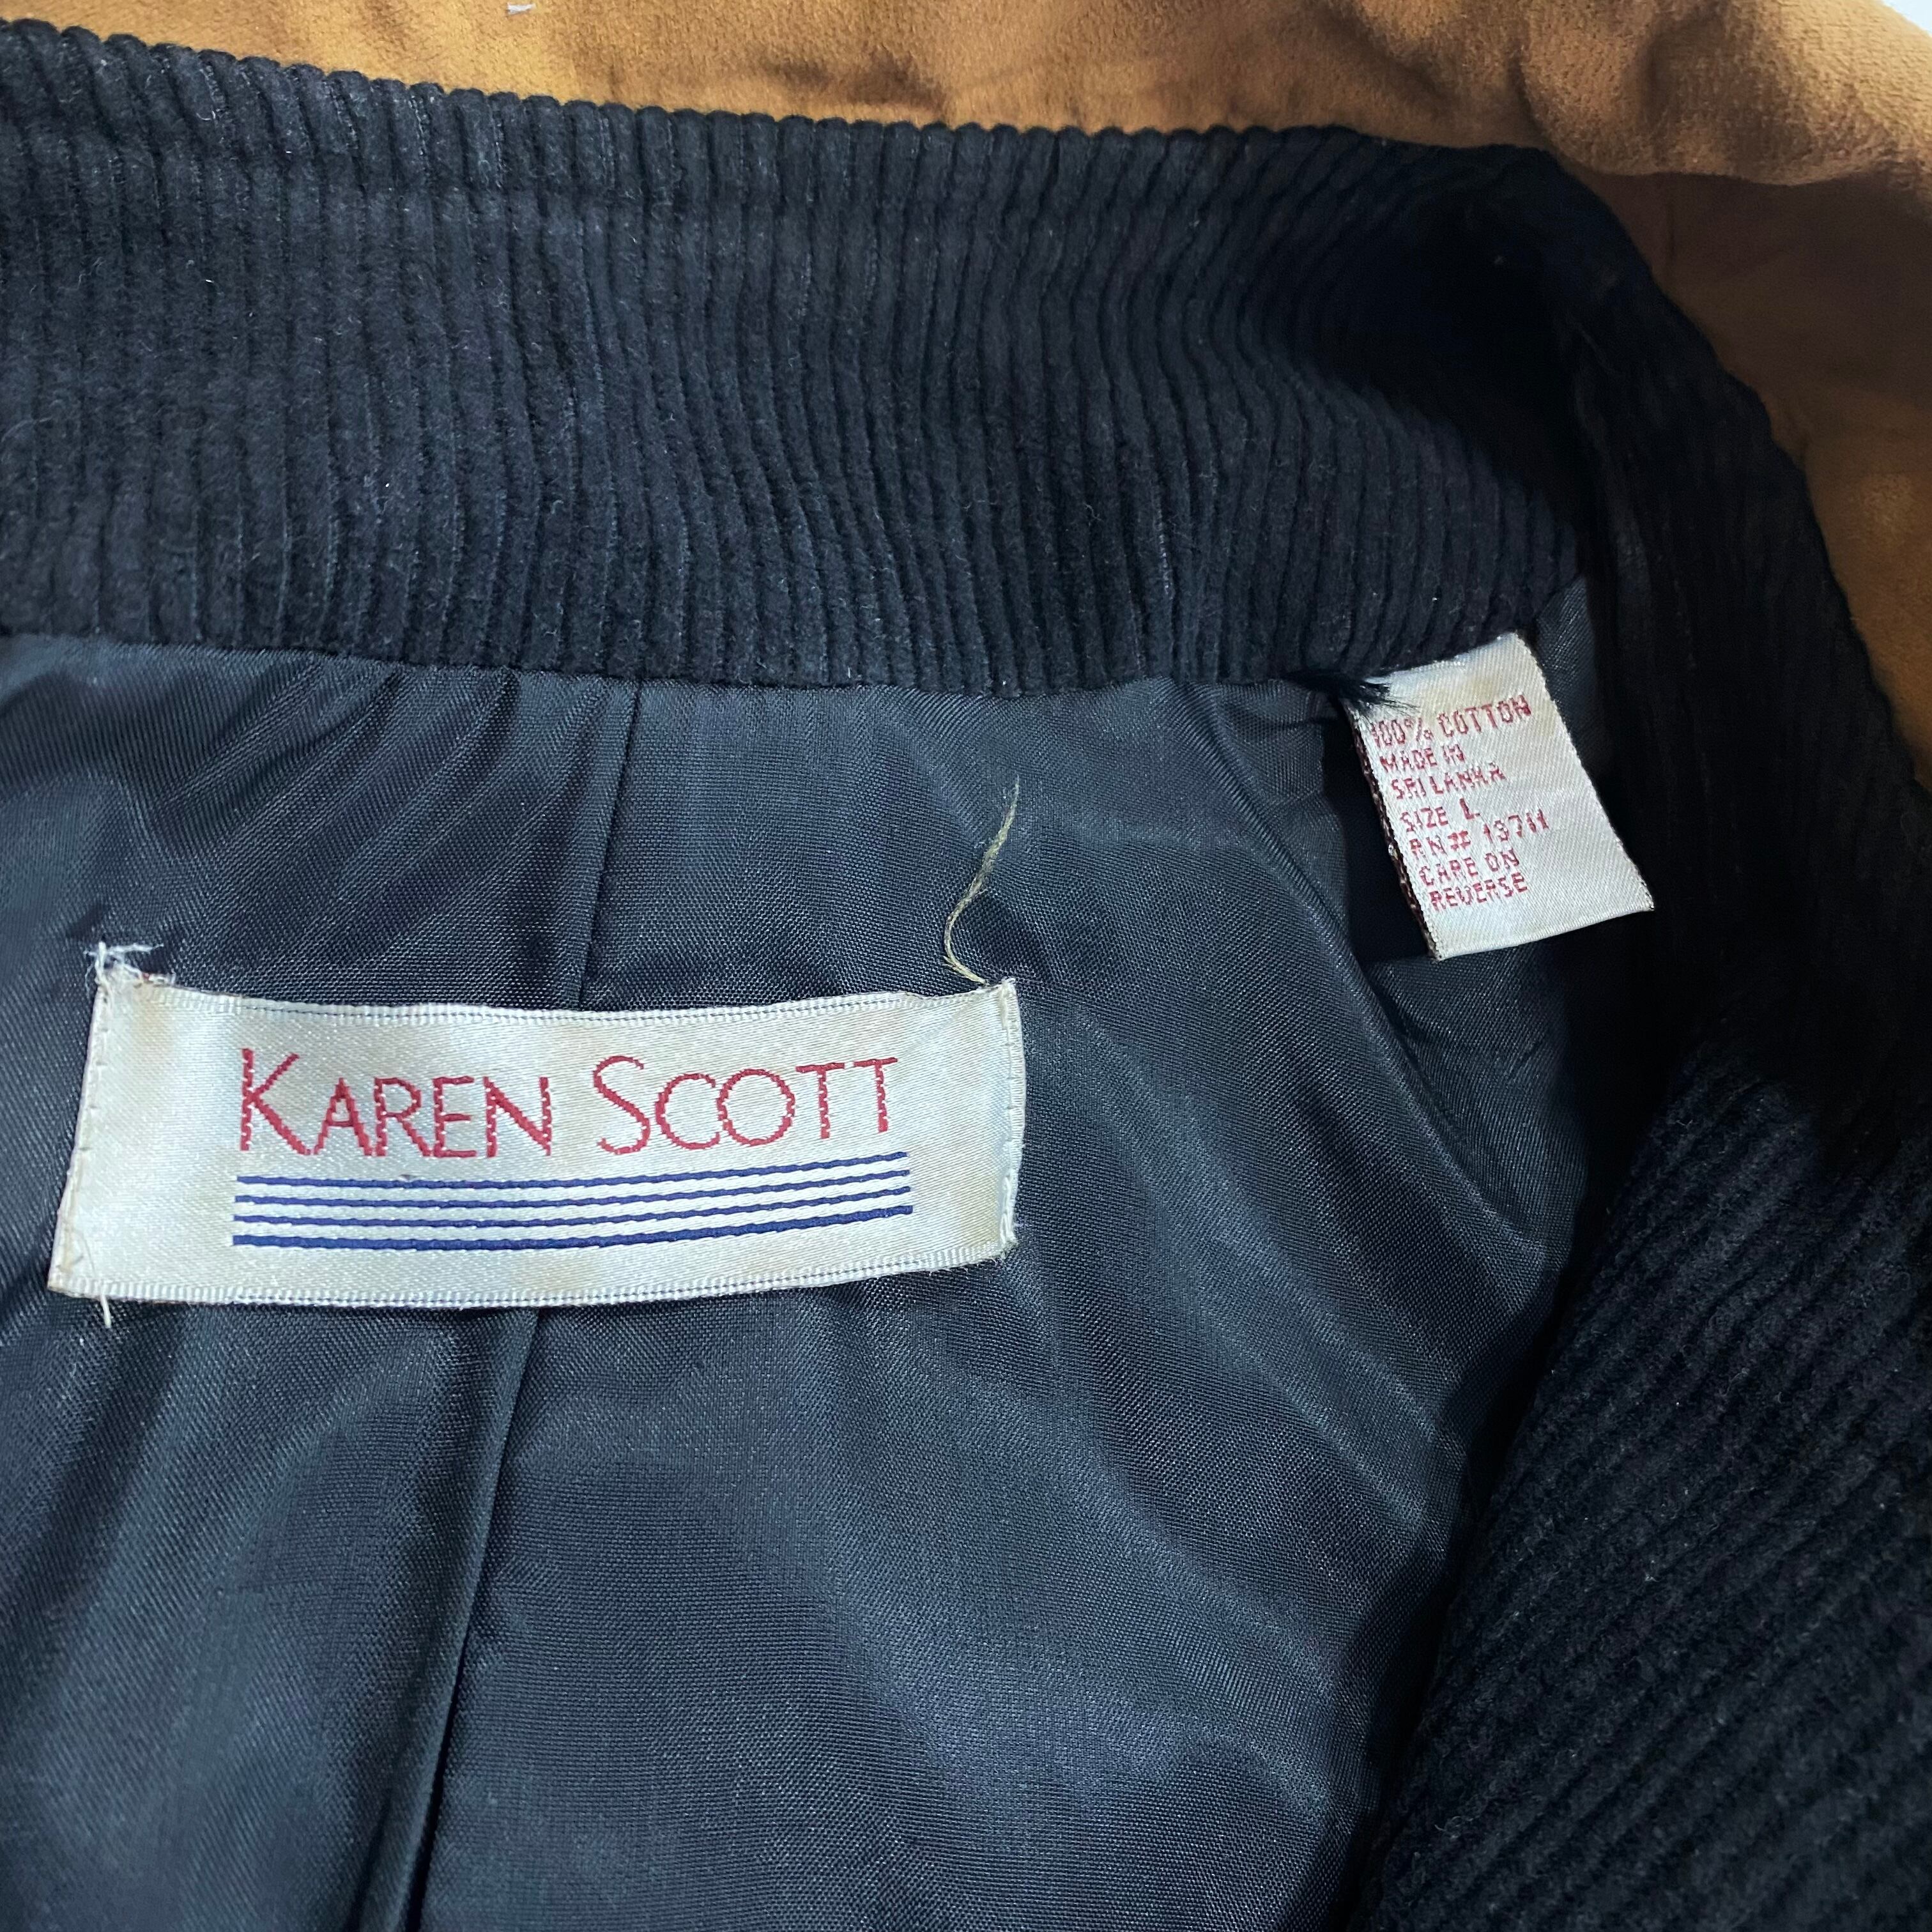 KAREN SCOTT
100% COTTON
MADE IN
SRI LANKA
SIZE L
RN# 13711
CARE ON
REVERSE